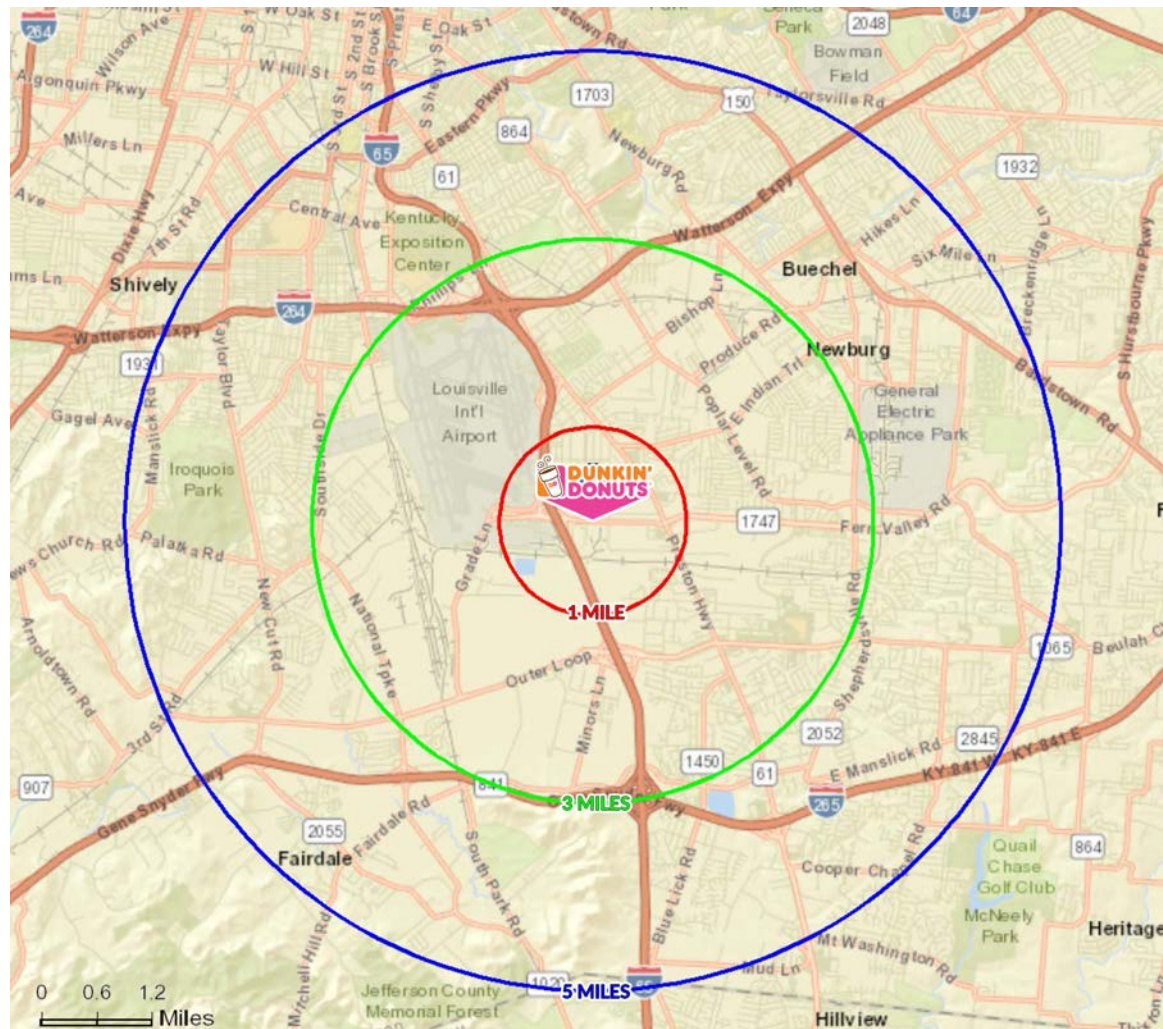 264
W Oak St
E Oak St
Wilson Ave
S 2nd St
S Brook St
S Shelby St
Park
2048
64
Bowman
Field
Algonquin Pkwy
W Hill St
S 3rd St
Eastern Pkwy
1703
150
Taylorsville Rd
864
Millers Ln
65
Newburg Rd
1932
61
Ave
Dixie Hwy
7th St Rd
Central Ave
Kentucky
Exposition
Center
Watterson Expy
Hikes Ln
Six Mile Ln
Breckenridge Ln
S Hurstbourne Pkwy
Buechel
Shively
264
Phillips Ln
Bishop Ln
Watterson Expy
Produce Rd
Newburg
1931
Taylor Blvd
Louisville
Int'l
Airport
E Indian Trl
Bardstown Rd
General
Electric
Appliance Park
Poplar Level Rd
Gagel Ave
Manslick Rd
Southside Dr
Iroquois
Park
DUNKIN'
DONUTS
1747
Fern Valley Rd
Palatka Rd
Grade Ln
Preston Hwy
New Cut Rd
National Tpke
1 MILE
Shepherdsville Rd
Arnoldtown Rd
Outer Loop
1065
Minors Ln
3rd St Rd
2052
2845
1450
E Manslick Rd
KY-841 W
KY-841 E
61
907
841
265
Gene Snyder Fwy
3 MILES
2055
Fairdale Rd
Fairdale
864
Quail
Chase
Golf Club
South Park Rd
Blue Lick Rd
Cooper Chapel Rd
McNeely
Park
Heritage
Mitchell Hill Rd
Mt Washington Rd
Mud Ln
1020
5 MILES
0 0.6 1.2
Miles
Jefferson County
Memorial Forest
Hillview